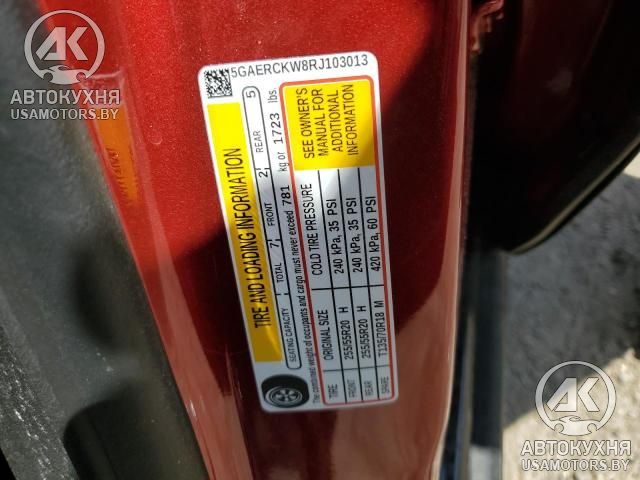 AK
АВТОКУХНЯ
USAMOTORS.BY
5GAERCKW8RJ103013
TIRE AND LOADING INFORMATION
SEATING CAPACITY TOTAL 7 FRONT 2 REAR 5
The combined weight of occupants and cargo must never exceed 781 kg or 1723 lbs.
TIRE ORIGINAL SIZE COLD TIRE PRESSURE
FRONT 255/55R20 H 240 kPa, 35 PSI
REAR 255/55R20 H 240 kPa, 35 PSI
SPARE T135/70R18 M 420 kPa, 60 PSI
SEE OWNER'S
MANUAL FOR
ADDITIONAL
INFORMATION
AK
АВТОКУХНЯ
USAMOTORS.BY